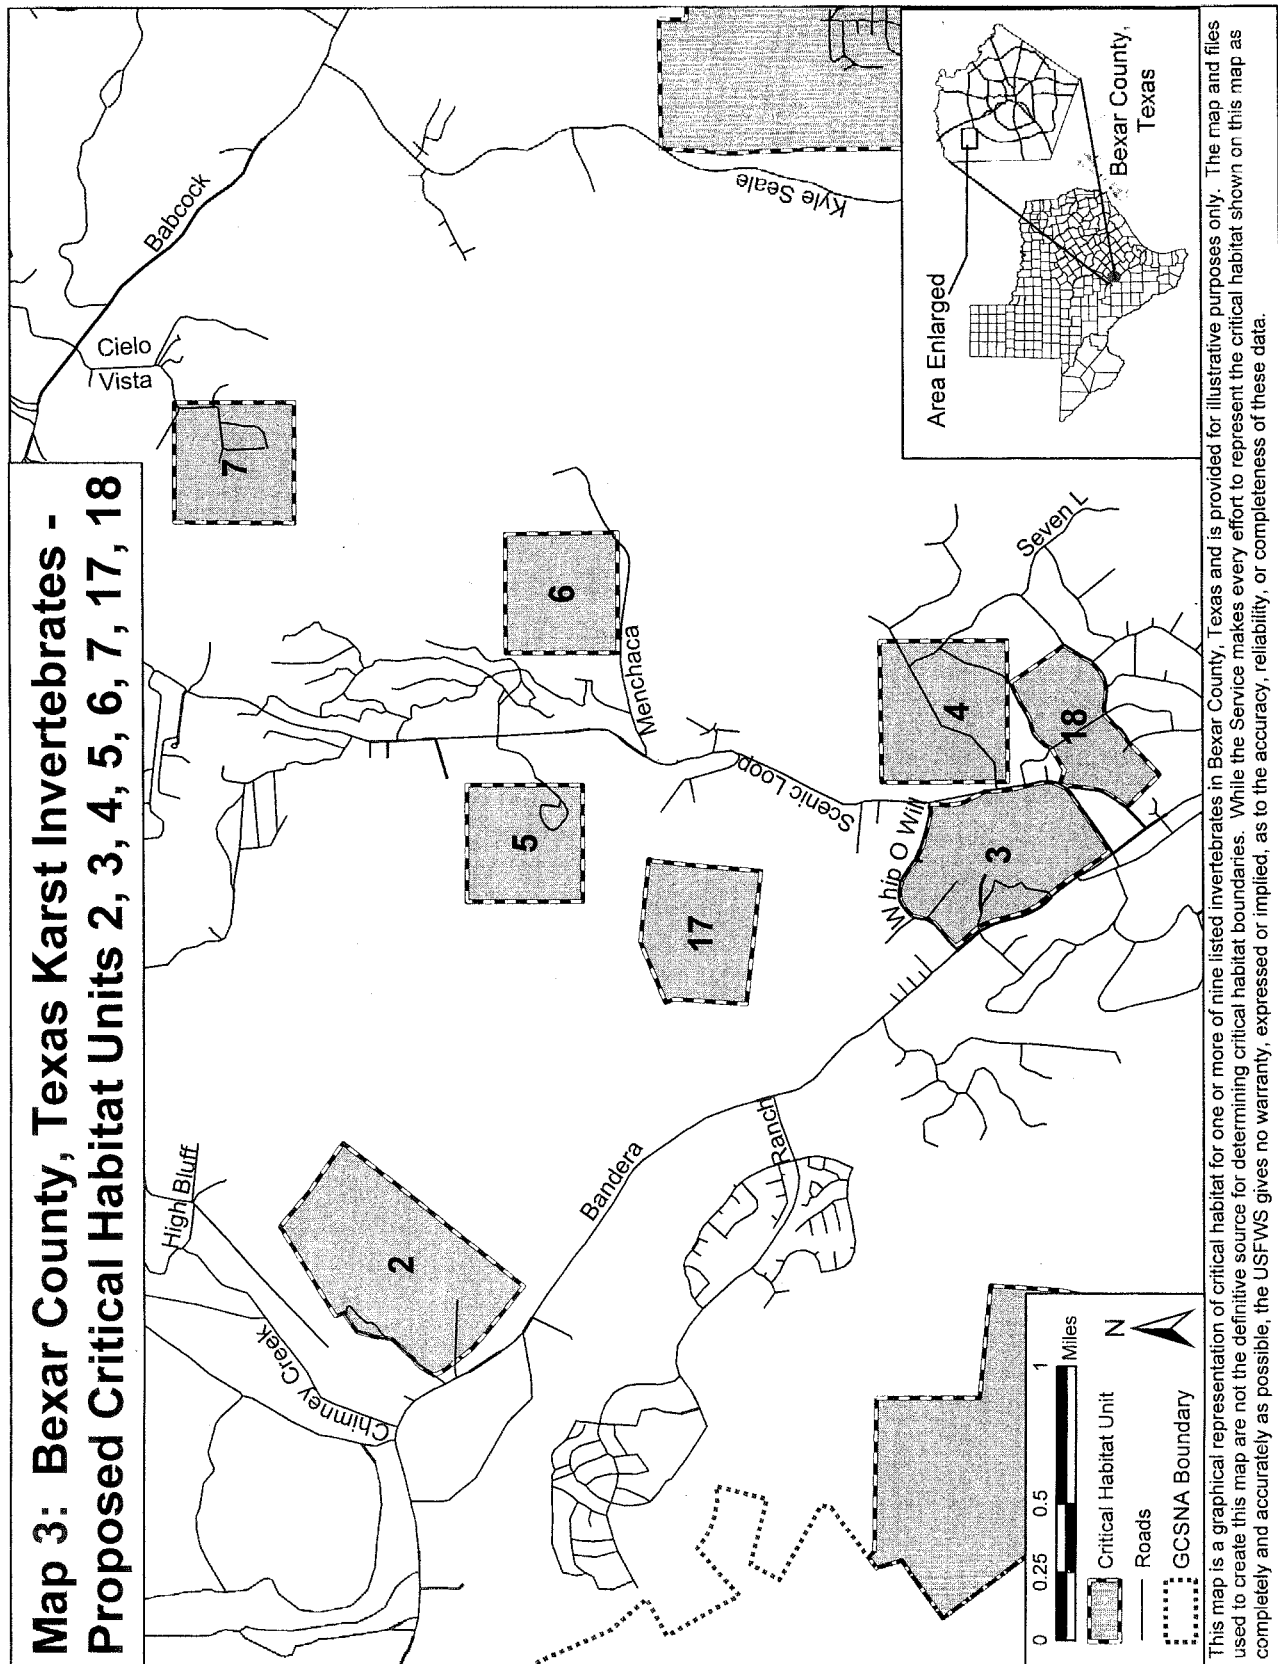 Map 3: Bexar County, Texas Karst Invertebrates -
Proposed Critical Habitat Units 2, 3, 4, 5, 6, 7, 17, 18
Babcock
Cielo
Vista
7
High Bluff
Chimney Creek
2
Kyle Seale
6
5
Menchaca
17
Scenic Loop
Bandera
Ranch
Whip O Will
4
3
18
Seven L
Area Enlarged
Bexar County,
Texas
0 0.25 0.5 1
Miles
N
Critical Habitat Unit
Roads
GCSNA Boundary
This map is a graphical representation of critical habitat for one or more of nine listed invertebrates in Bexar County, Texas and is provided for illustrative purposes only. The map and files
used to create this map are not the definitive source for determining critical habitat boundaries. While the Service makes every effort to represent the critical habitat shown on this map as
completely and accurately as possible, the USFWS gives no warranty, expressed or implied, as to the accuracy, reliability, or completeness of these data.